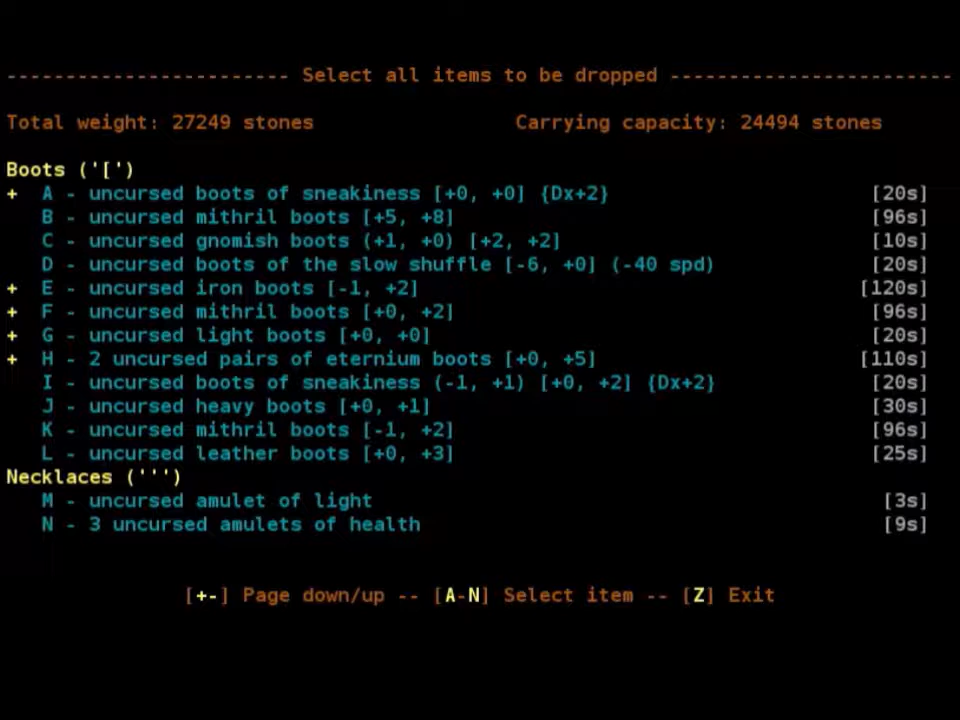 ------------------------ Select all items to be dropped ------------------------
Total weight: 27249 stones Carrying capacity: 24494 stones
Boots ('[')
+ A - uncursed boots of sneakiness [+0, +0] {Dx+2} [20s]
B - uncursed mithril boots [+5, +8] [96s]
C - uncursed gnomish boots (+1, +0) [+2, +2] [10s]
D - uncursed boots of the slow shuffle [-6, +0] (-40 spd) [20s]
+ E - uncursed iron boots [-1, +2] [120s]
+ F - uncursed mithril boots [+0, +2] [96s]
+ G - uncursed light boots [+0, +0] [20s]
+ H - 2 uncursed pairs of eternium boots [+0, +5] [110s]
I - uncursed boots of sneakiness (-1, +1) [+0, +2] {Dx+2} [20s]
J - uncursed heavy boots [+0, +1] [30s]
K - uncursed mithril boots [-1, +2] [96s]
L - uncursed leather boots [+0, +3] [25s]
Necklaces (''')
M - uncursed amulet of light [3s]
N - 3 uncursed amulets of health [9s]
[+-] Page down/up -- [A-N] Select item -- [Z] Exit